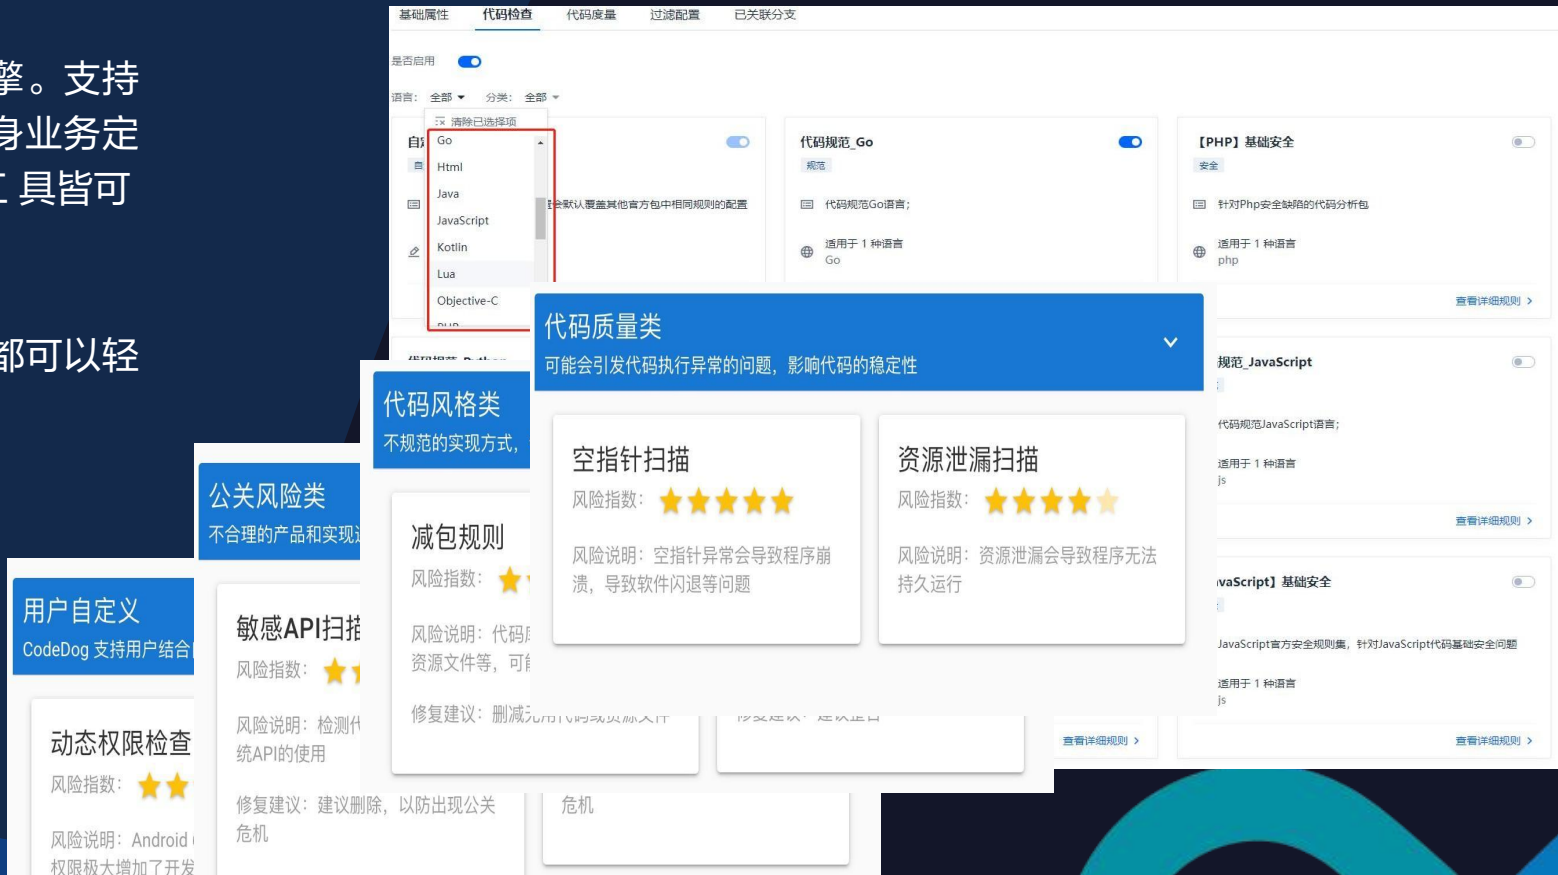 擎。支持
身业务定
工 具皆可
都可以轻
基础属性 代码检查 代码度量 过滤配置 已关联分支
是否启用
语言： 全部 分类： 全部
清除已选择项
Go
Html
Java
JavaScript
Kotlin
Lua
Objective-C
会默认覆盖其他官方包中相同规则的配置
代码规范_Go
规范
代码规范Go语言；
适用于 1 种语言
Go
【PHP】基础安全
安全
针对Php安全缺陷的代码分析包
适用于 1 种语言
php
查看详细规则 >
规范_JavaScript
代码规范JavaScript语言；
适用于 1 种语言
js
查看详细规则 >
vaScript】基础安全
JavaScript官方安全规则集，针对JavaScript代码基础安全问题
适用于 1 种语言
js
查看详细规则 >
查看详细规则 >
代码质量类
可能会引发代码执行异常的问题，影响代码的稳定性
空指针扫描
风险指数：
风险说明：空指针异常会导致程序崩
溃，导致软件闪退等问题
资源泄漏扫描
风险指数：
风险说明：资源泄漏会导致程序无法
持久运行
代码风格类
不规范的实现方式，
减包规则
风险指数：
风险说明：代码
资源文件等，可
修复建议：删减无用代码或资源文件
修复建议：建议整合
公关风险类
不合理的产品和实现
敏感API扫描
风险指数：
风险说明：检测代
统API的使用
修复建议：建议删除，以防出现公关
危机
危机
用户自定义
CodeDog 支持用户结合
动态权限检查
风险指数：
风险说明：Android
权限极大增加了开发